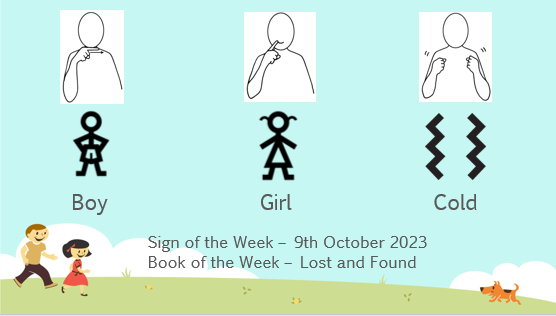 Boy
Girl
Cold
Sign of the Week – 9th October 2023
Book of the Week – Lost and Found